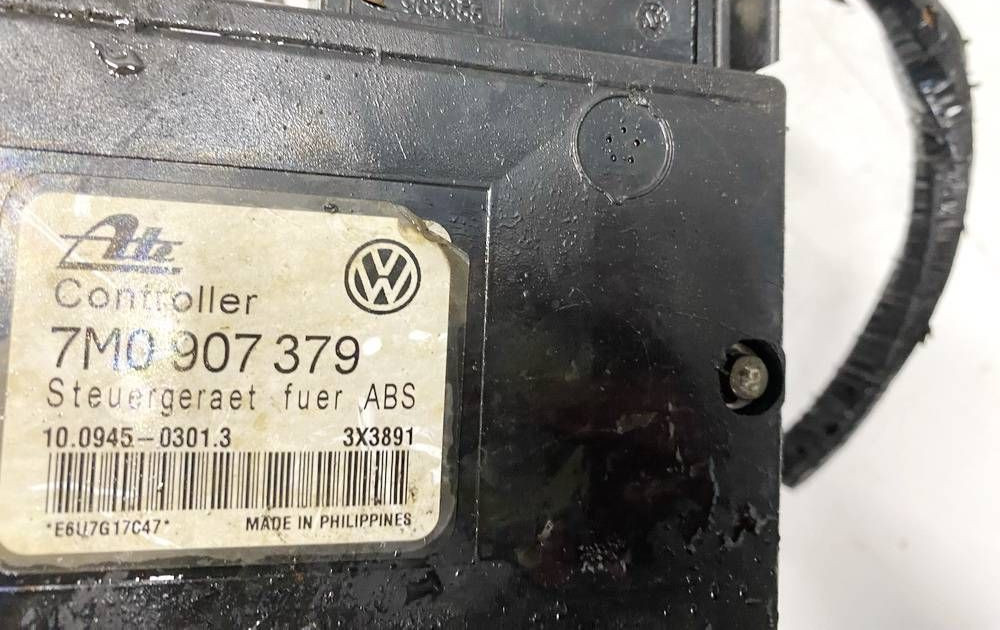 Ate
Controller
7M0 907 379
Steuergeraet fuer ABS
10.0945-0301.3 3X3891
*E6U7G17C47* MADE IN PHILIPPINES